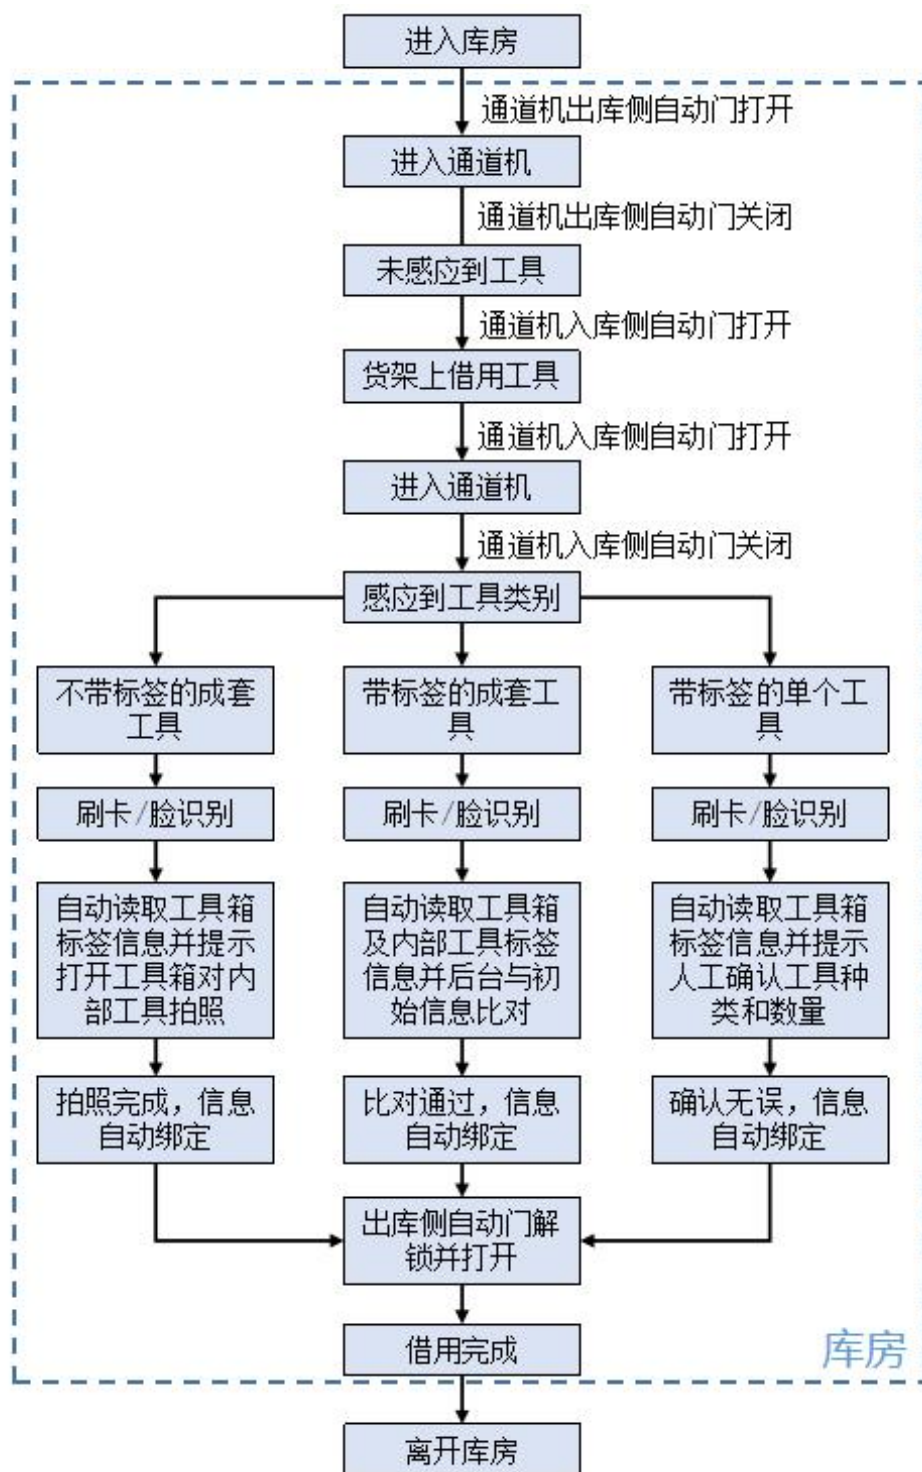 进入库房
通道机出库侧自动门打开
进入通道机
通道机出库侧自动门关闭
未感应到工具
通道机入库侧自动门打开
货架上借用工具
通道机入库侧自动门打开
进入通道机
通道机入库侧自动门关闭
感应到工具类别
不带标签的成套
工具
带标签的成套工
具
带标签的单个工
具
刷卡/脸识别
刷卡/脸识别
刷卡/脸识别
自动读取工具箱
标签信息并提示
打开工具箱对内
部工具拍照
自动读取工具箱
及内部工具标签
信息并后台与初
始信息比对
自动读取工具箱
标签信息并提示
人工确认工具种
类和数量
拍照完成，信息
自动绑定
比对通过，信息
自动绑定
确认无误，信息
自动绑定
出库侧自动门解
锁并打开
借用完成
库房
离开库房